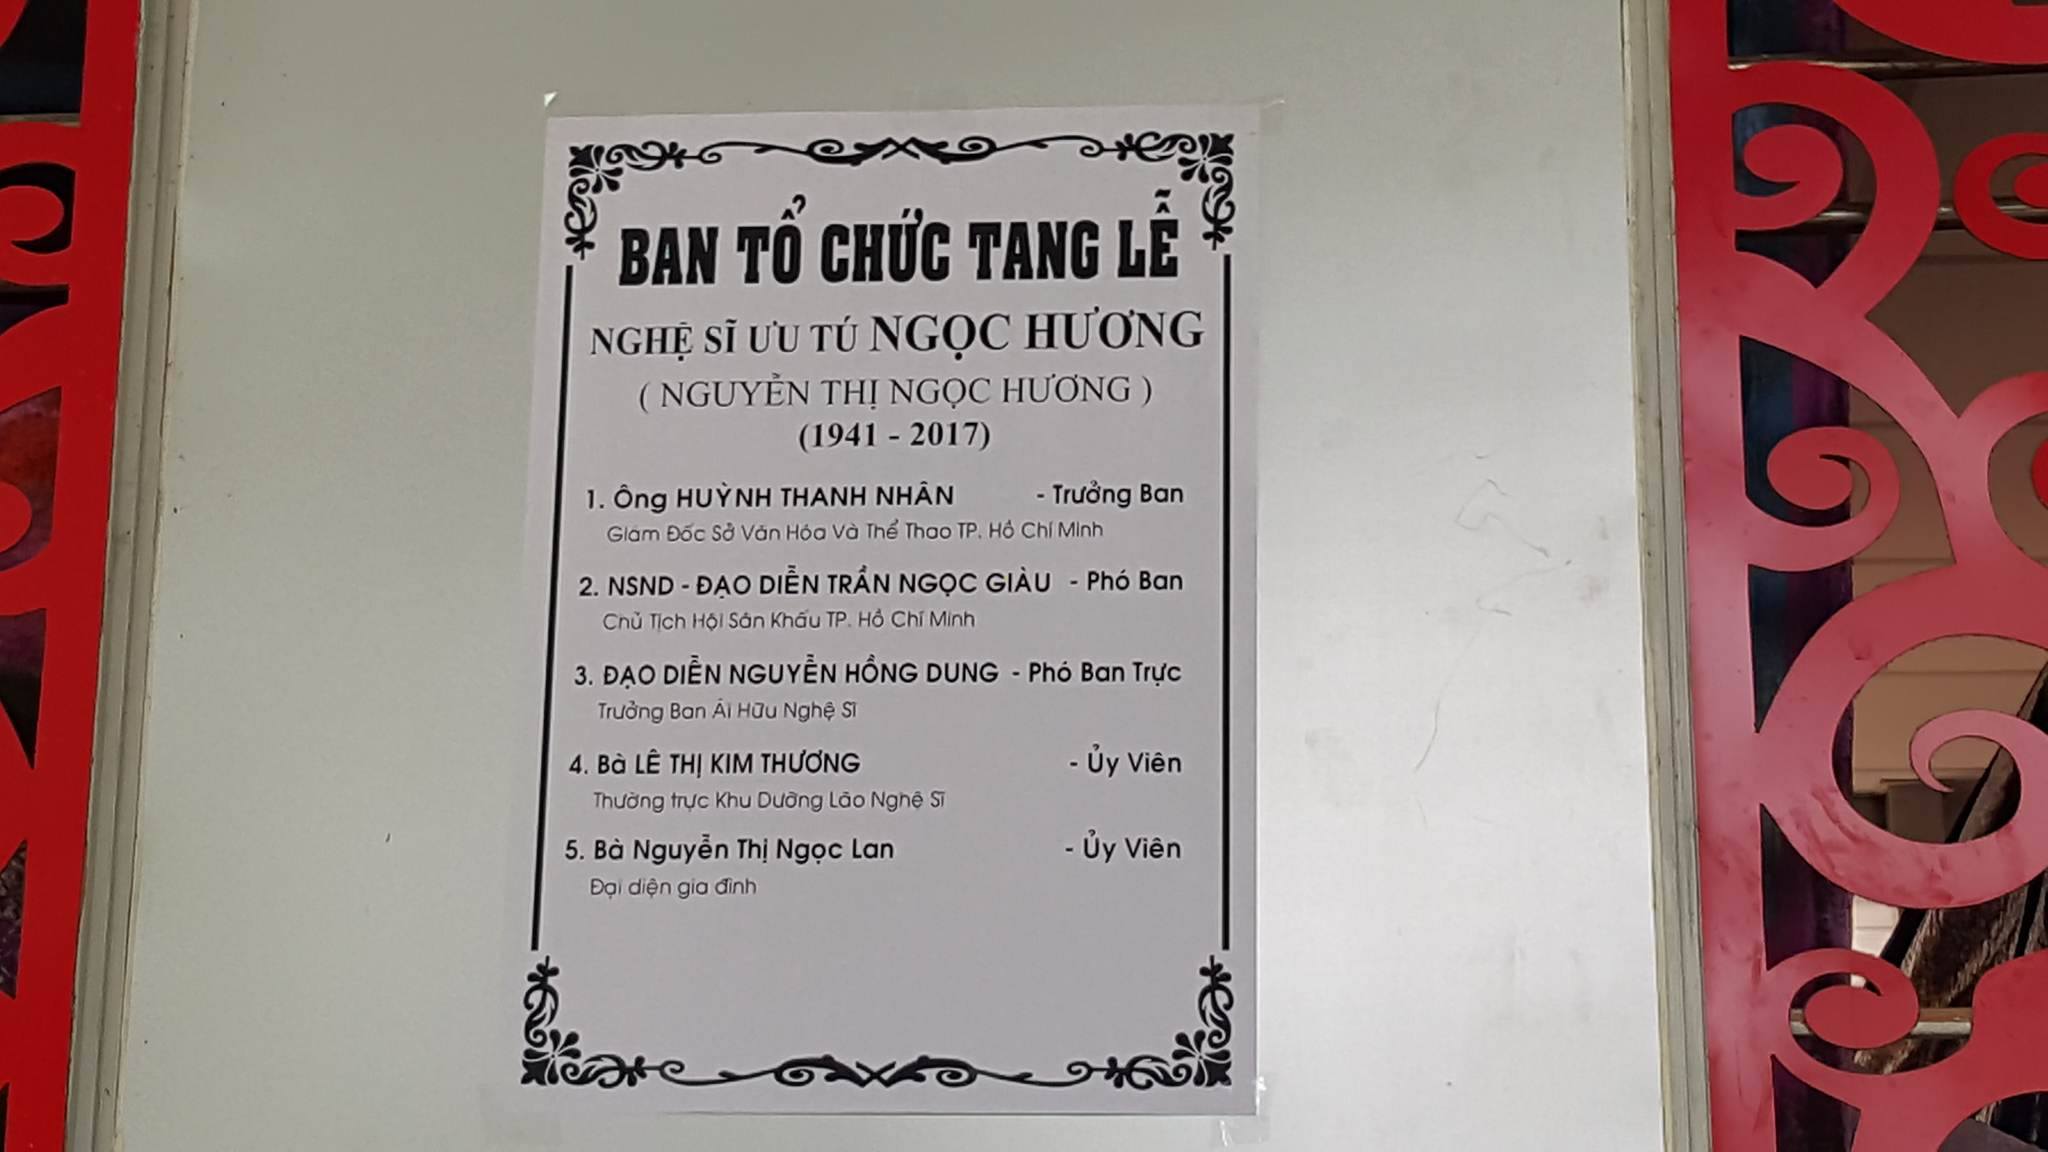 BAN TỔ CHỨC TANG LỄ
NGHỆ SĨ ƯU TÚ NGỌC HƯƠNG
( NGUYỄN THỊ NGỌC HƯƠNG )
(1941 - 2017)
1. Ông HUỲNH THANH NHÂN - Trưởng Ban
Giám Đốc Sở Văn Hóa Và Thể Thao TP. Hồ Chí Minh
2. NSND - ĐẠO DIỄN TRẦN NGỌC GIÀU - Phó Ban
Chủ Tịch Hội Sân Khấu TP. Hồ Chí Minh
3. ĐẠO DIỄN NGUYỄN HỒNG DUNG - Phó Ban Trực
Trưởng Ban Ái Hữu Nghệ Sĩ
4. Bà LÊ THỊ KIM THƯƠNG - Ủy Viên
Thường trực Khu Dưỡng Lão Nghệ Sĩ
5. Bà Nguyễn Thị Ngọc Lan - Ủy Viên
Đại diện gia đình